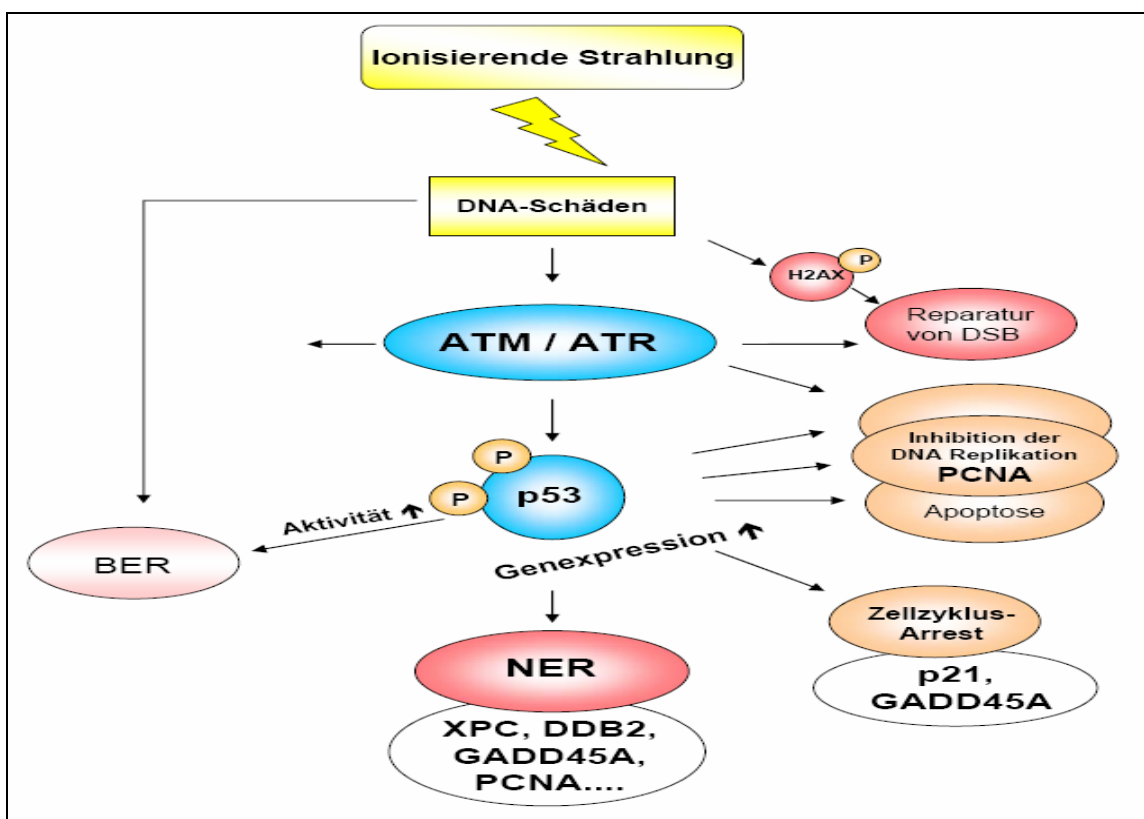 Ionisierende Strahlung
DNA-Schäden
H2AX
P
Reparatur
von DSB
ATM / ATR
Inhibition der
DNA Replikation
PCNA
Apoptose
P
P
p53
Aktivität
BER
Genexpression
Zellzyklus-
Arrest
p21,
GADD45A
NER
XPC, DDB2,
GADD45A,
PCNA....